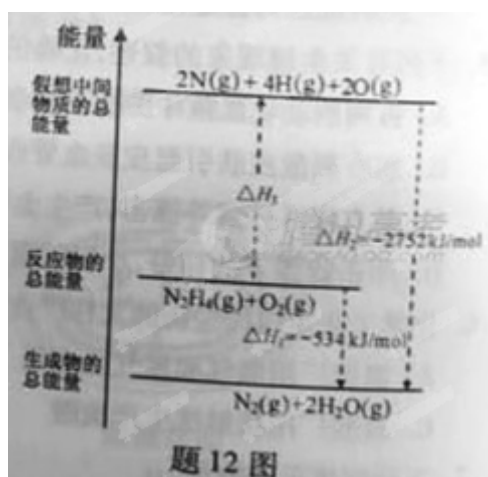 能量
假想中间
物质的总
能量
2N(g)+4H(g)+2O(g)
△H₃
△H₂=-2752kJ/mol
反应物的
总能量
N₂H₄(g)+O₂(g)
△H₁=-534 kJ/mol
生成物的
总能量
N₂(g)+2H₂O(g)
题12图